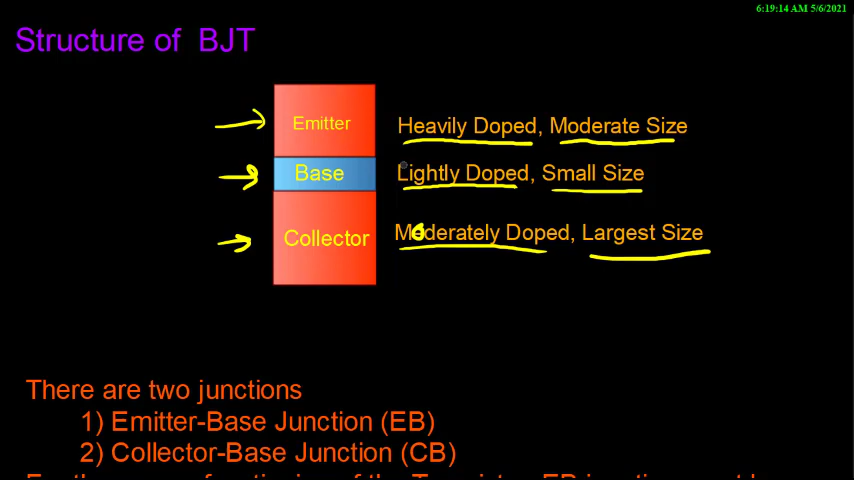 6:19:14 AM 5/6/2021
Structure of BJT
Emitter
Heavily Doped, Moderate Size
Base
Lightly Doped, Small Size
Collector
Moderately Doped, Largest Size
There are two junctions
1) Emitter-Base Junction (EB)
2) Collector-Base Junction (CB)